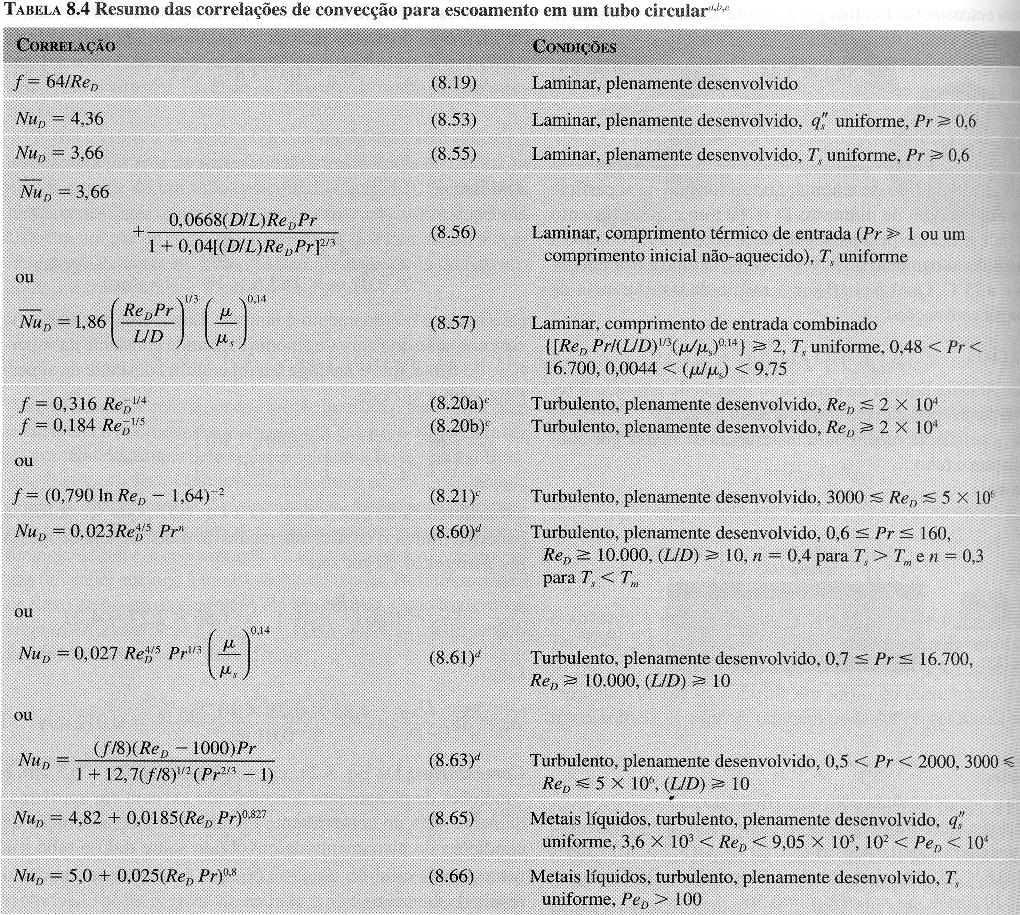 TABELA 8.4 Resumo das correlações de convecção para escoamento em um tubo circular^{a,b,e}
CORRELAÇÃO CONDIÇÕES
f = 64/Re_D (8.19) Laminar, plenamente desenvolvido
Nu_D = 4,36 (8.53) Laminar, plenamente desenvolvido, q''_s uniforme, Pr ≥ 0,6
Nu_D = 3,66 (8.55) Laminar, plenamente desenvolvido, T_s uniforme, Pr ≥ 0,6
\overline{Nu}_D = 3,66
+ \frac{0,0668(D/L)Re_D Pr}{1 + 0,04[(D/L)Re_D Pr]^{2/3}} (8.56) Laminar, comprimento térmico de entrada (Pr ≫ 1 ou um
comprimento inicial não-aquecido), T_s uniforme
ou
\overline{Nu}_D = 1,86 \left( \frac{Re_D Pr}{L/D} \right)^{1/3} \left( \frac{μ}{μ_s} \right)^{0,14} (8.57) Laminar, comprimento de entrada combinado
{[Re_D Pr/(L/D)^{1/3}(μ/μ_s)^{0,14}} ≥ 2, T_s uniforme, 0,48 < Pr <
16.700, 0,0044 < (μ/μ_s) < 9,75
f = 0,316 Re_D^{-1/4} (8.20a)^c Turbulento, plenamente desenvolvido, Re_D ≤ 2 × 10^4
f = 0,184 Re_D^{-1/5} (8.20b)^c Turbulento, plenamente desenvolvido, Re_D ≥ 2 × 10^4
ou
f = (0,790 ln Re_D − 1,64)^{−2} (8.21)^c Turbulento, plenamente desenvolvido, 3000 ≤ Re_D ≤ 5 × 10^6
Nu_D = 0,023Re_D^{4/5} Pr^n (8.60)^d Turbulento, plenamente desenvolvido, 0,6 ≤ Pr ≤ 160,
Re_D ≥ 10.000, (L/D) ≥ 10, n = 0,4 para T_s > T_m e n = 0,3
para T_s < T_m
ou
Nu_D = 0,027 Re_D^{4/5} Pr^{1/3} \left( \frac{μ}{μ_s} \right)^{0,14} (8.61)^d Turbulento, plenamente desenvolvido, 0,7 ≤ Pr ≤ 16.700,
Re_D ≥ 10.000, (L/D) ≥ 10
ou
Nu_D = \frac{(f/8)(Re_D − 1000)Pr}{1 + 12,7(f/8)^{1/2}(Pr^{2/3} − 1)} (8.63)^d Turbulento, plenamente desenvolvido, 0,5 < Pr < 2000, 3000 ≤
Re_D ≤ 5 × 10^6, (L/D) ≥ 10
Nu_D = 4,82 + 0,0185(Re_D Pr)^{0,827} (8.65) Metais líquidos, turbulento, plenamente desenvolvido, q''_s
uniforme, 3,6 × 10^3 < Re_D < 9,05 × 10^5, 10^2 < Pe_D < 10^4
Nu_D = 5,0 + 0,025(Re_D Pr)^{0,8} (8.66) Metais líquidos, turbulento, plenamente desenvolvido, T_s
uniforme, Pe_D > 100